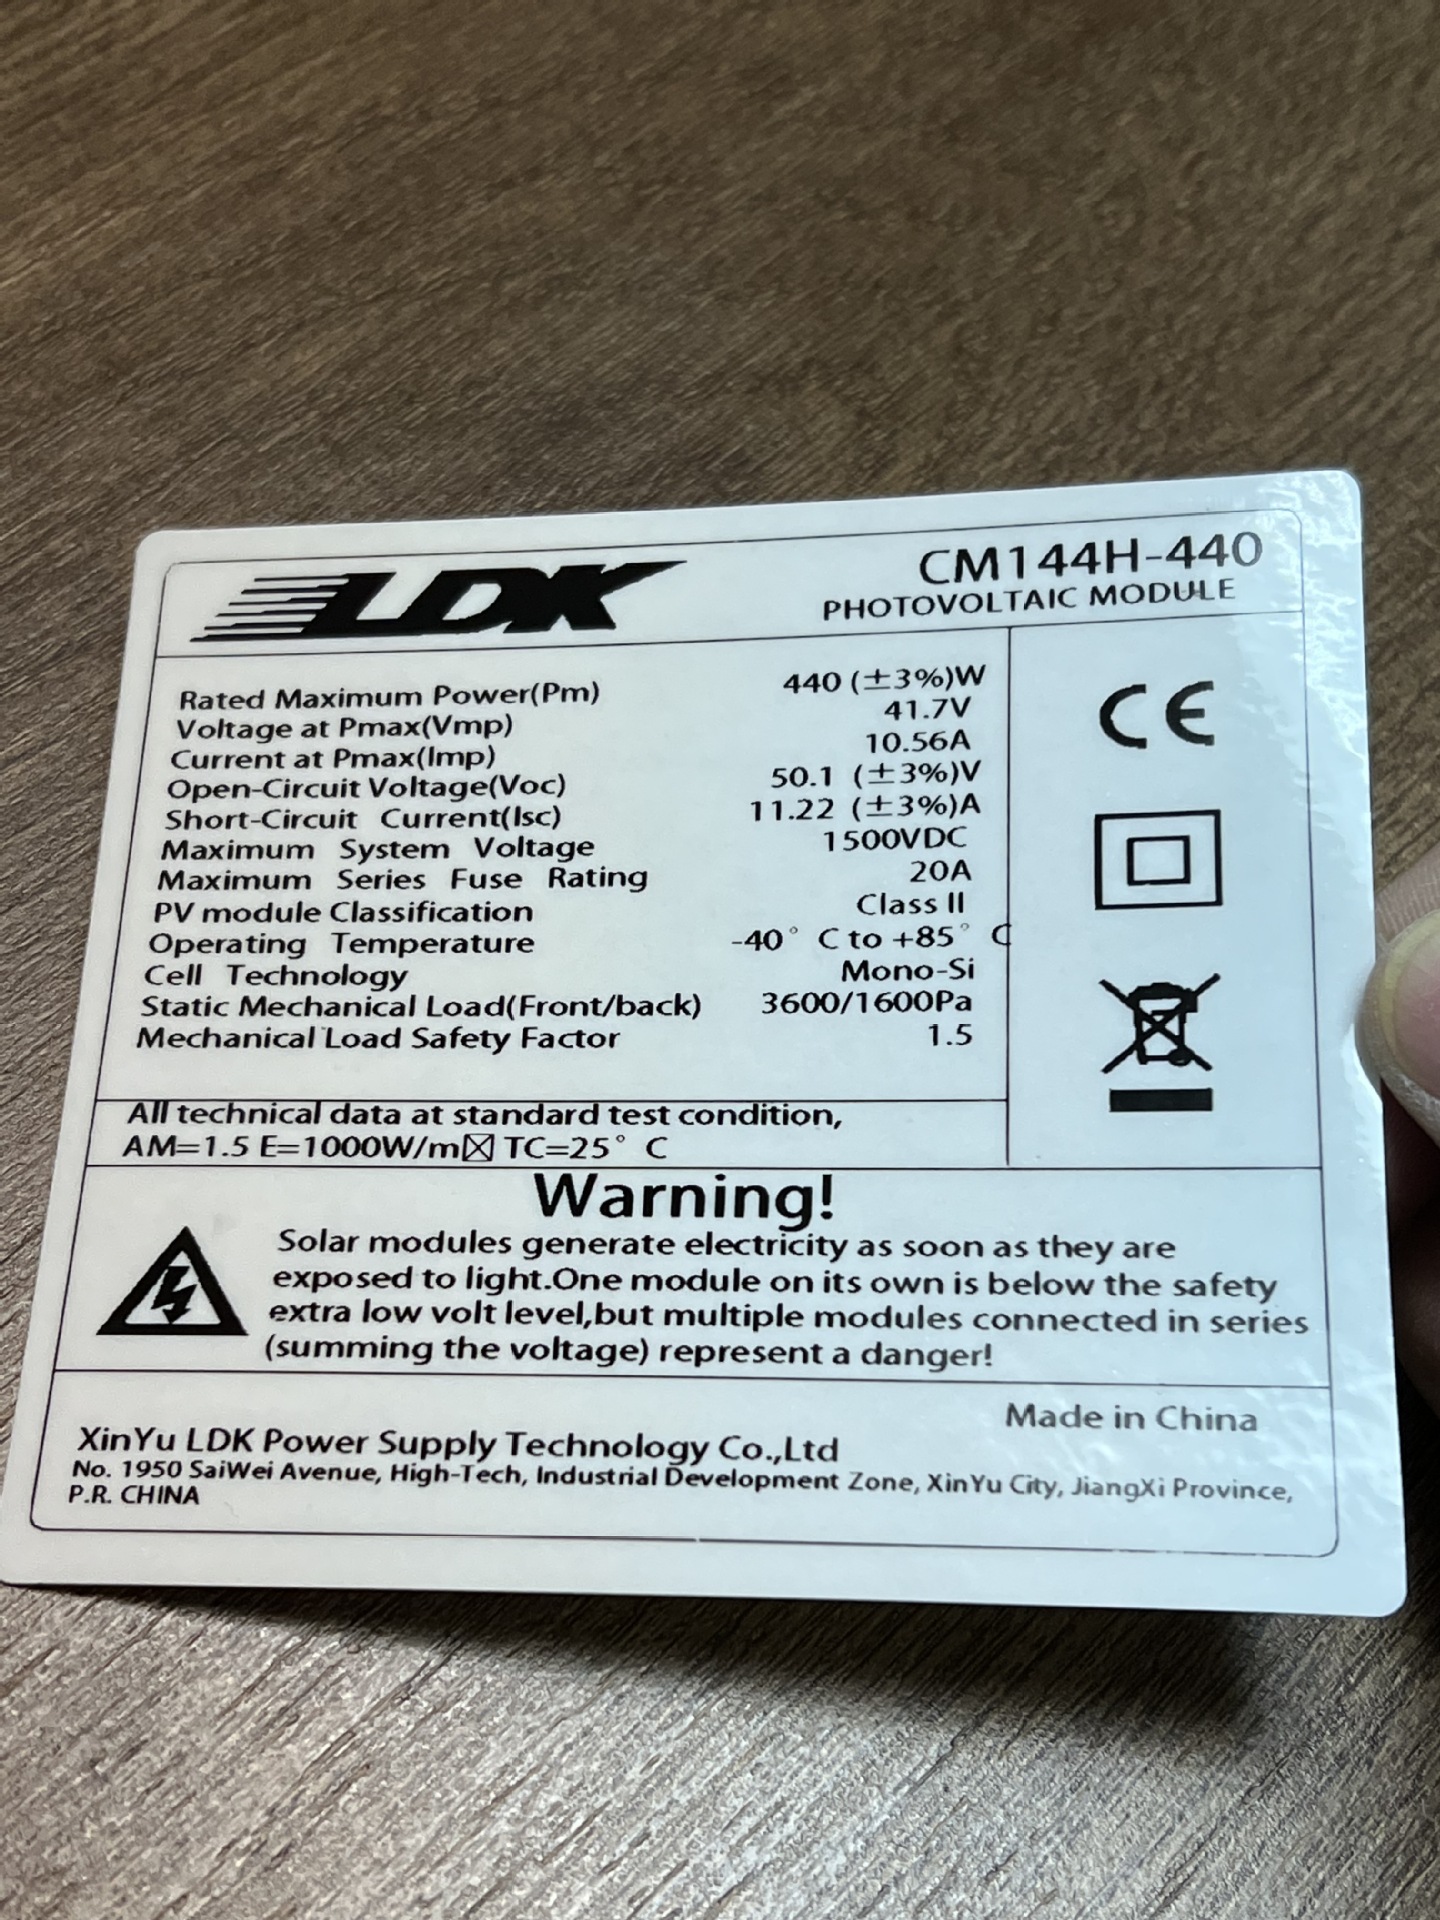 LDK
CM144H-440
PHOTOVOLTAIC MODULE
Rated Maximum Power(Pm) 440 (±3%)W
Voltage at Pmax(Vmp) 41.7V
Current at Pmax(Imp) 10.56A
Open-Circuit Voltage(Voc) 50.1 (±3%)V
Short-Circuit Current(Isc) 11.22 (±3%)A
Maximum System Voltage 1500VDC
Maximum Series Fuse Rating 20A
PV module Classification Class II
Operating Temperature -40° C to +85° C
Cell Technology Mono-Si
Static Mechanical Load(Front/back) 3600/1600Pa
Mechanical Load Safety Factor 1.5
CE
All technical data at standard test condition,
AM=1.5 E=1000W/m☒ TC=25° C
Warning!
Solar modules generate electricity as soon as they are
exposed to light.One module on its own is below the safety
extra low volt level,but multiple modules connected in series
(summing the voltage) represent a danger!
Made in China
XinYu LDK Power Supply Technology Co.,Ltd
No. 1950 SaiWei Avenue, High-Tech, Industrial Development Zone, XinYu City, JiangXi Province,
P.R. CHINA